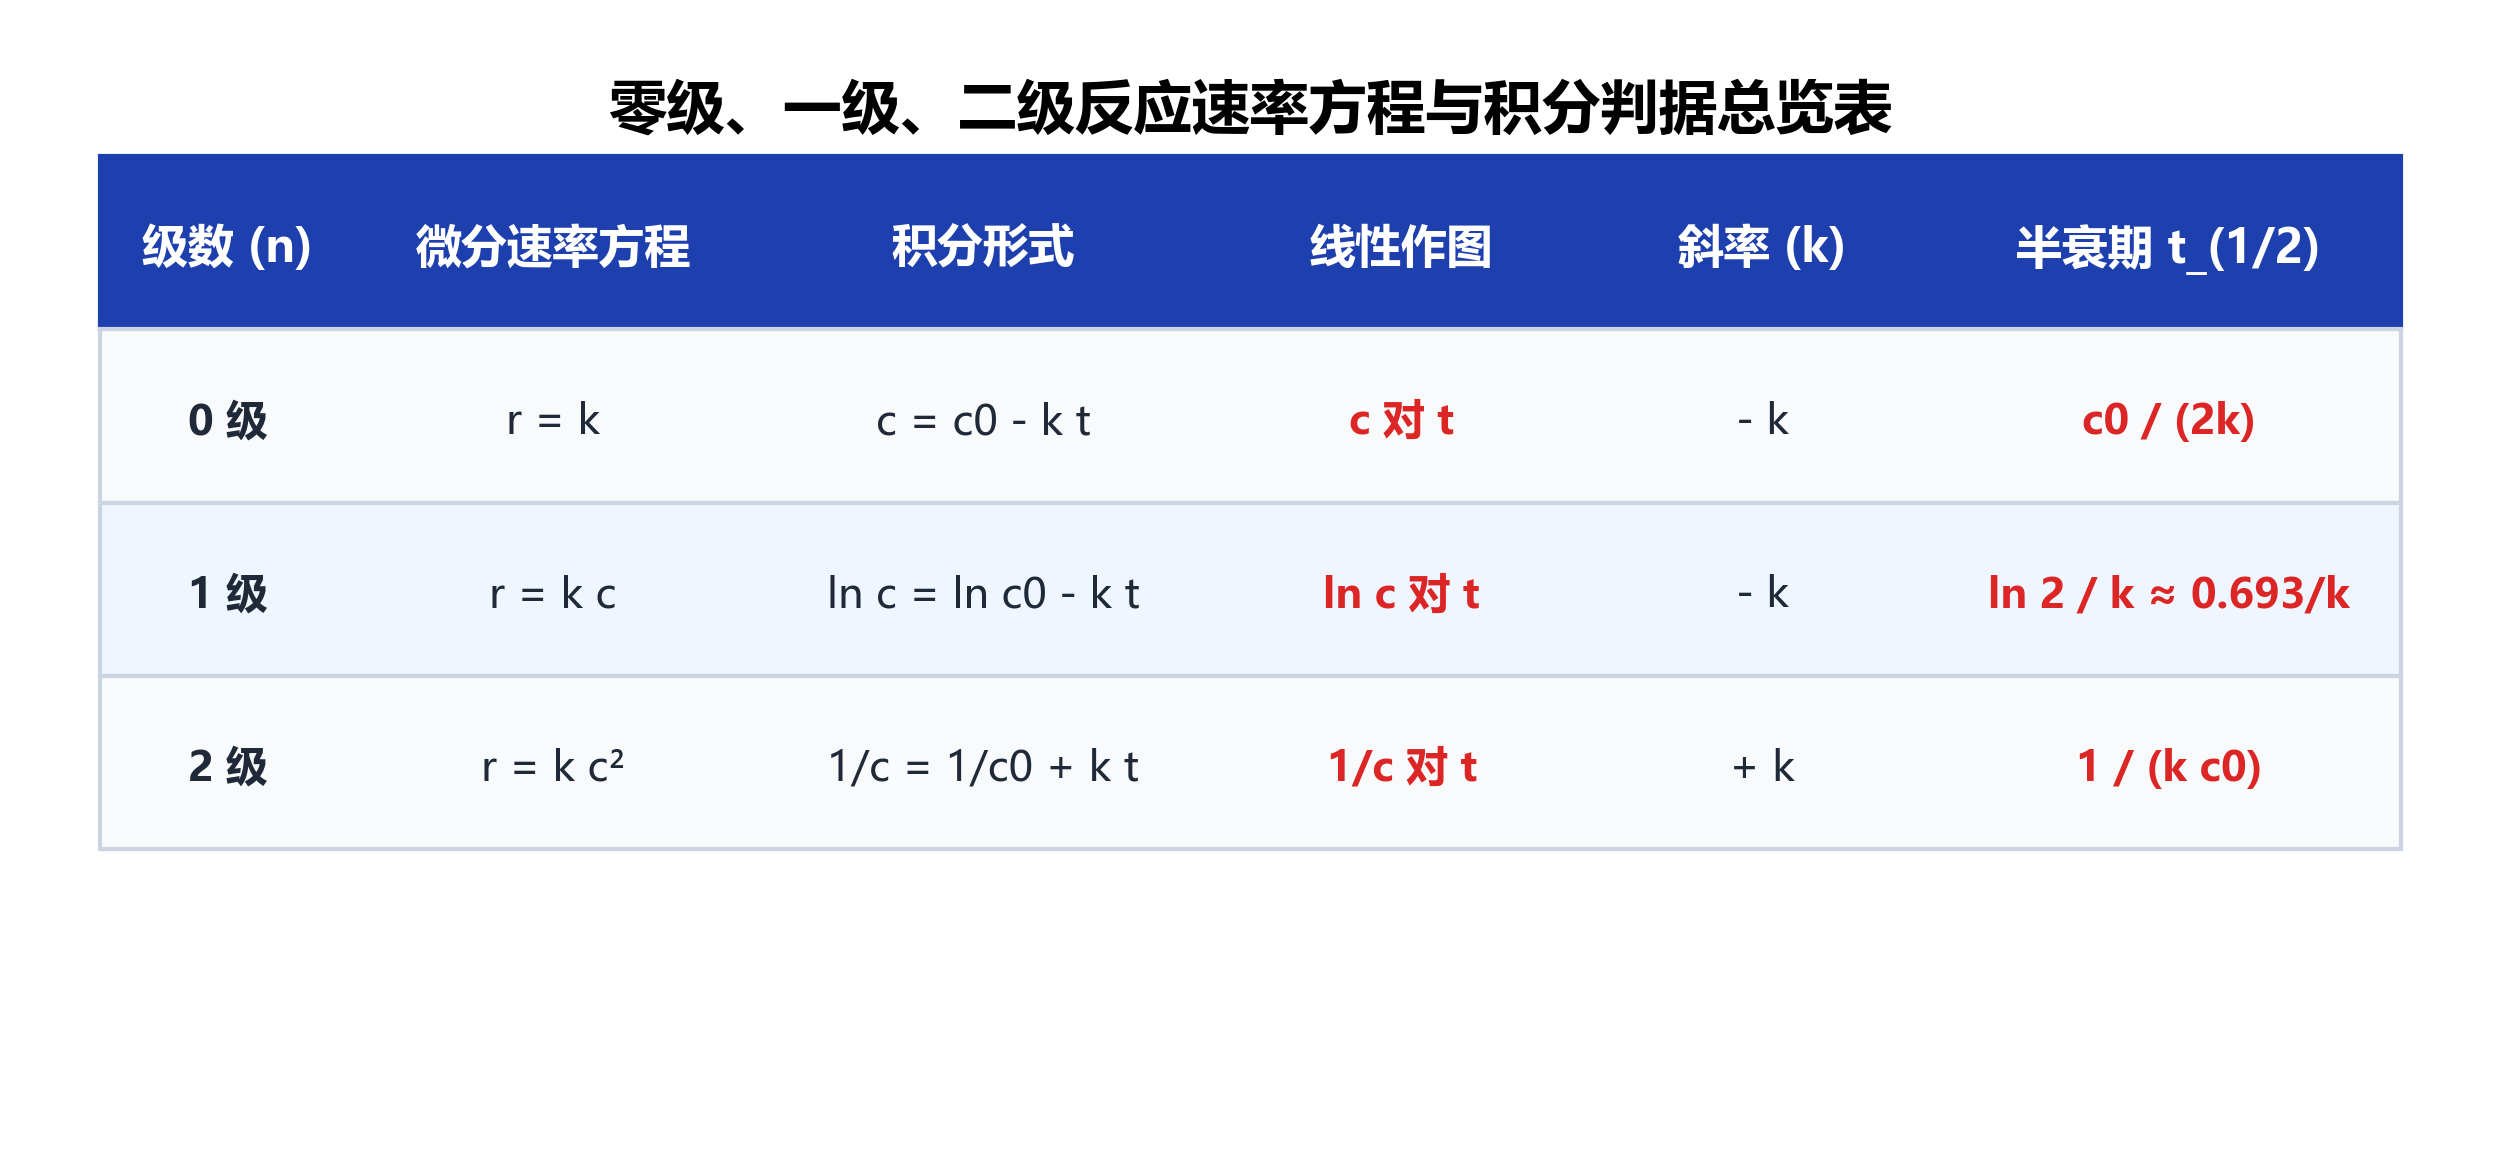 零级、一级、二级反应速率方程与积分判据总览表
级数 (n) 微分速率方程 积分形式 线性作图 斜率 (k) 半衰期 t_(1/2)
0 级 r = k c = c0 - k t c 对 t - k c0 / (2k)
1 级 r = k c ln c = ln c0 - k t ln c 对 t - k ln 2 / k ≈ 0.693/k
2 级 r = k c² 1/c = 1/c0 + k t 1/c 对 t + k 1 / (k c0)